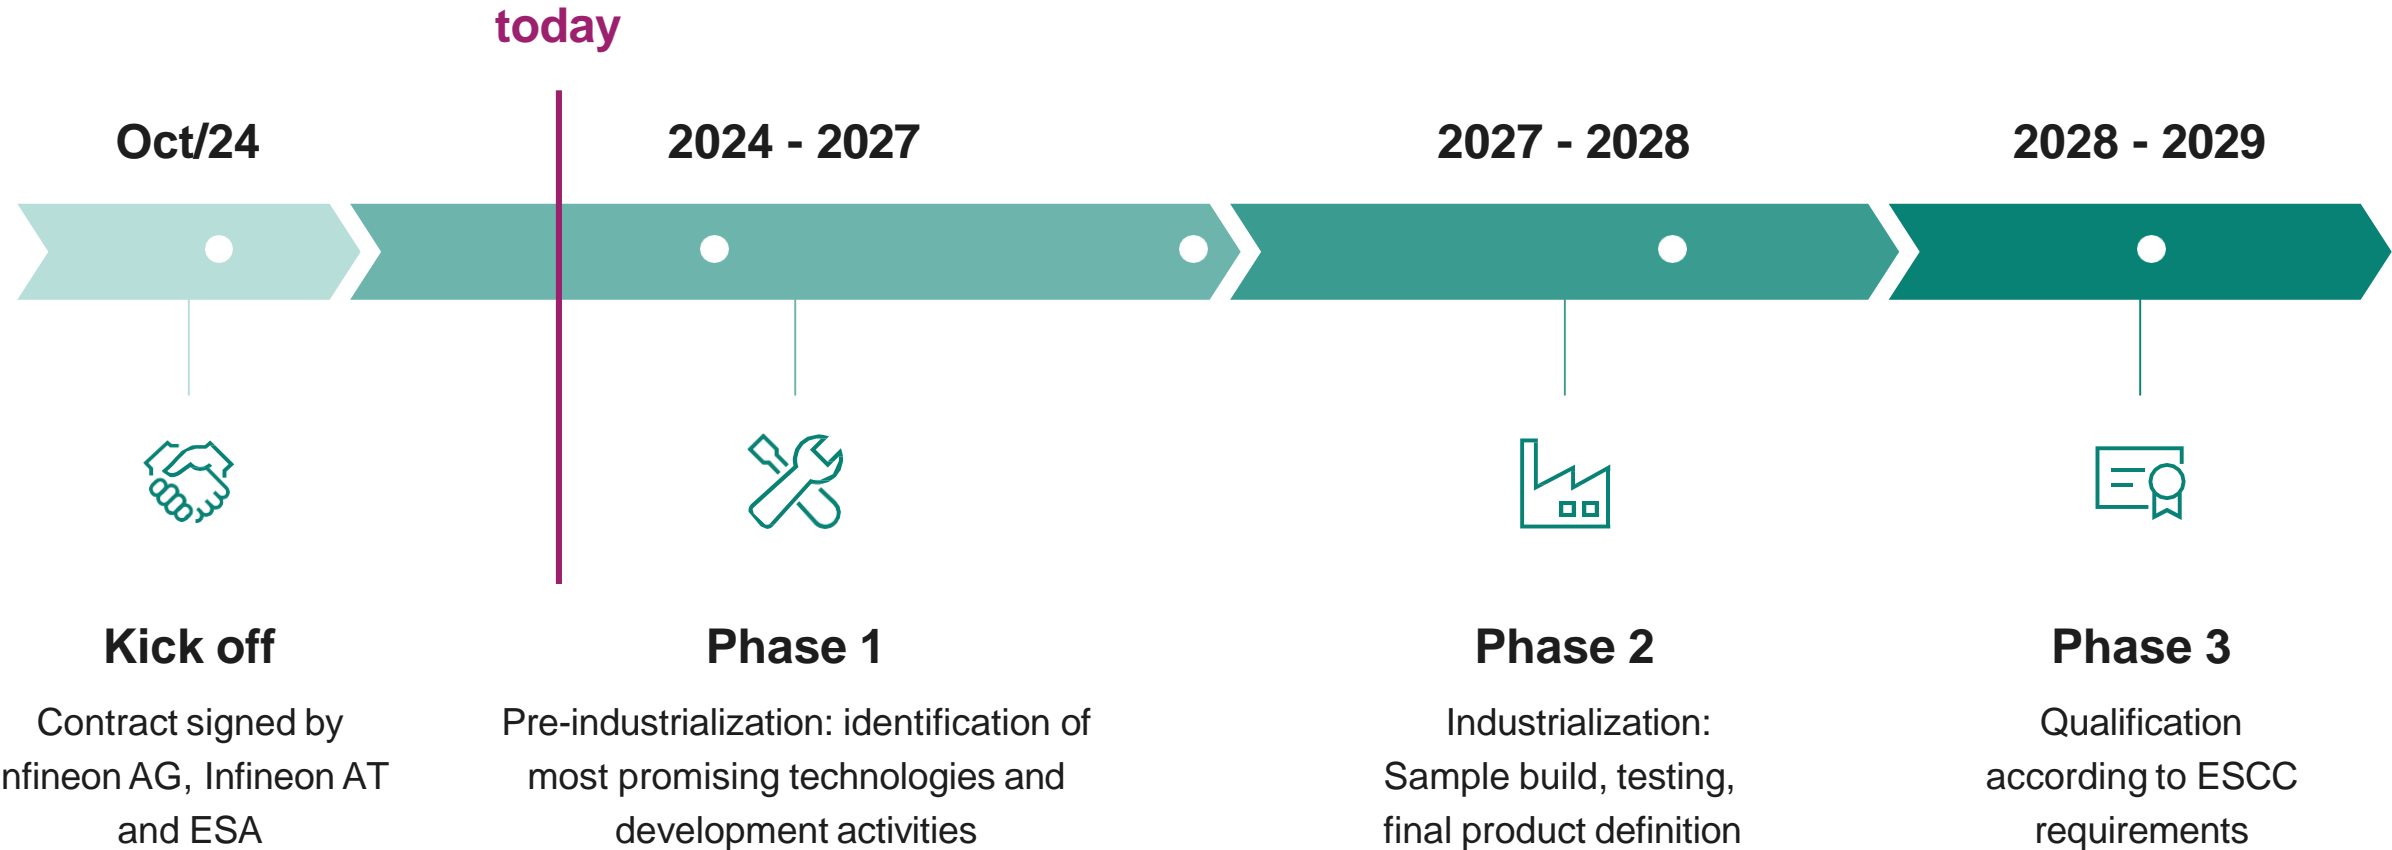 today
Oct/24
2024 - 2027
2027 - 2028
2028 - 2029
Kick off
Contract signed by
nfineon AG, Infineon AT
and ESA
Phase 1
Pre-industrialization: identification of
most promising technologies and
development activities
Phase 2
Industrialization:
Sample build, testing,
final product definition
Phase 3
Qualification
according to ESCC
requirements